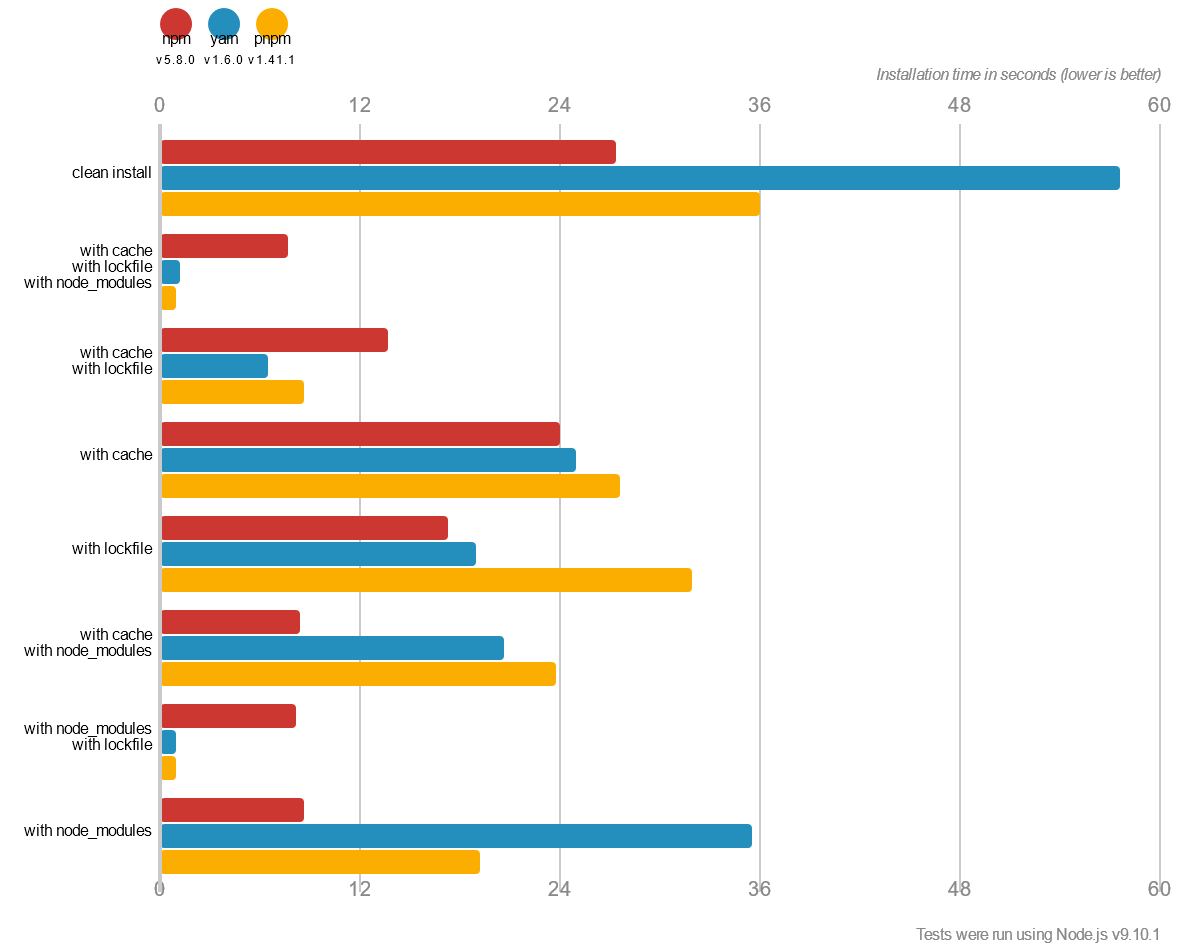 npm yarn pnpm
v5.8.0 v1.6.0 v1.41.1
Installation time in seconds (lower is better)
0 12 24 36 48 60
clean install
with cache
with lockfile
with node_modules
with cache
with lockfile
with cache
with lockfile
with cache
with node_modules
with node_modules
with lockfile
with node_modules
0 12 24 36 48 60
Tests were run using Node.js v9.10.1